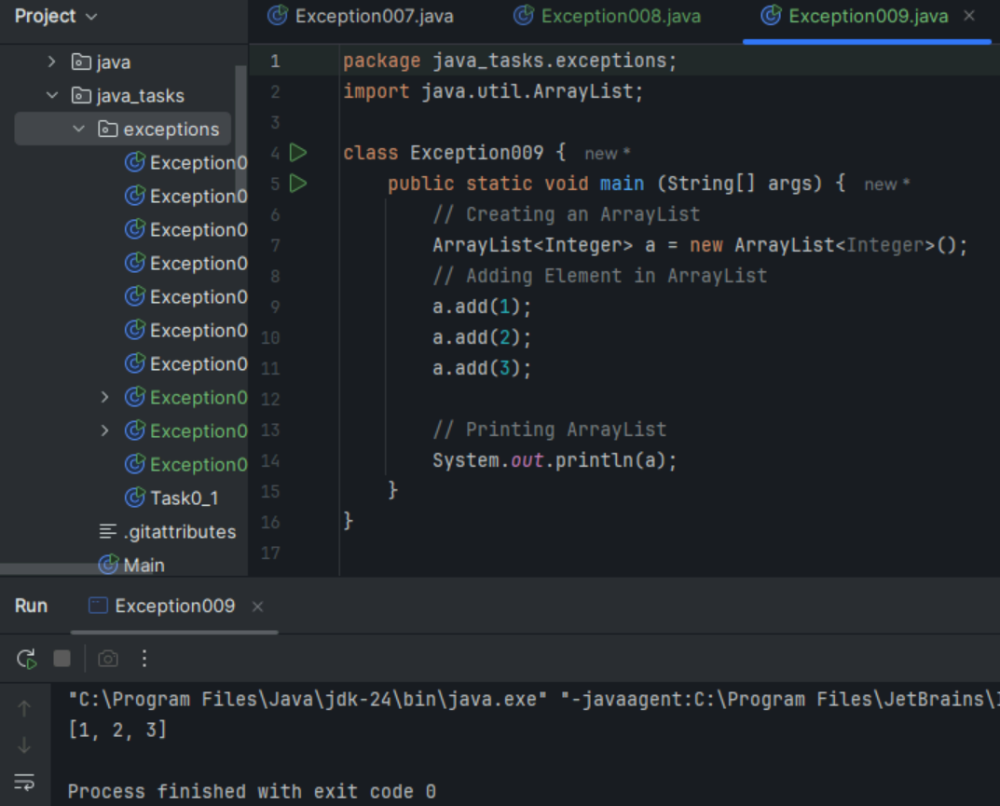 Project
Exception007.java
Exception008.java
Exception009.java
java
java_tasks
exceptions
Exception0
Exception0
Exception0
Exception0
Exception0
Exception0
Exception0
Exception0
Exception0
Exception0
Task0_1
.gitattributes
Main
1 package java_tasks.exceptions;
2 import java.util.ArrayList;
3
4 class Exception009 { new *
5 public static void main (String[] args) { new *
6 // Creating an ArrayList
7 ArrayList<Integer> a = new ArrayList<Integer>();
8 // Adding Element in ArrayList
9 a.add(1);
10 a.add(2);
11 a.add(3);
12
13 // Printing ArrayList
14 System.out.println(a);
15 }
16 }
17
Run
Exception009
"C:\Program Files\Java\jdk-24\bin\java.exe" "-javaagent:C:\Program Files\JetBrains\
[1, 2, 3]
Process finished with exit code 0